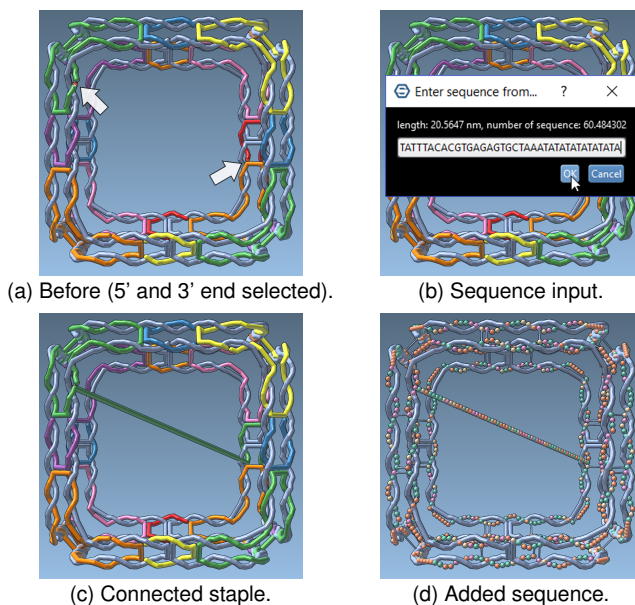 Enter sequence from... ? ×
length: 20.5647 nm, number of sequence: 60.484302
TATTTACACGTGAGAGTGCTAAATATATATATATATA
OK Cancel
(a) Before (5’ and 3’ end selected).
(b) Sequence input.
(c) Connected staple.
(d) Added sequence.